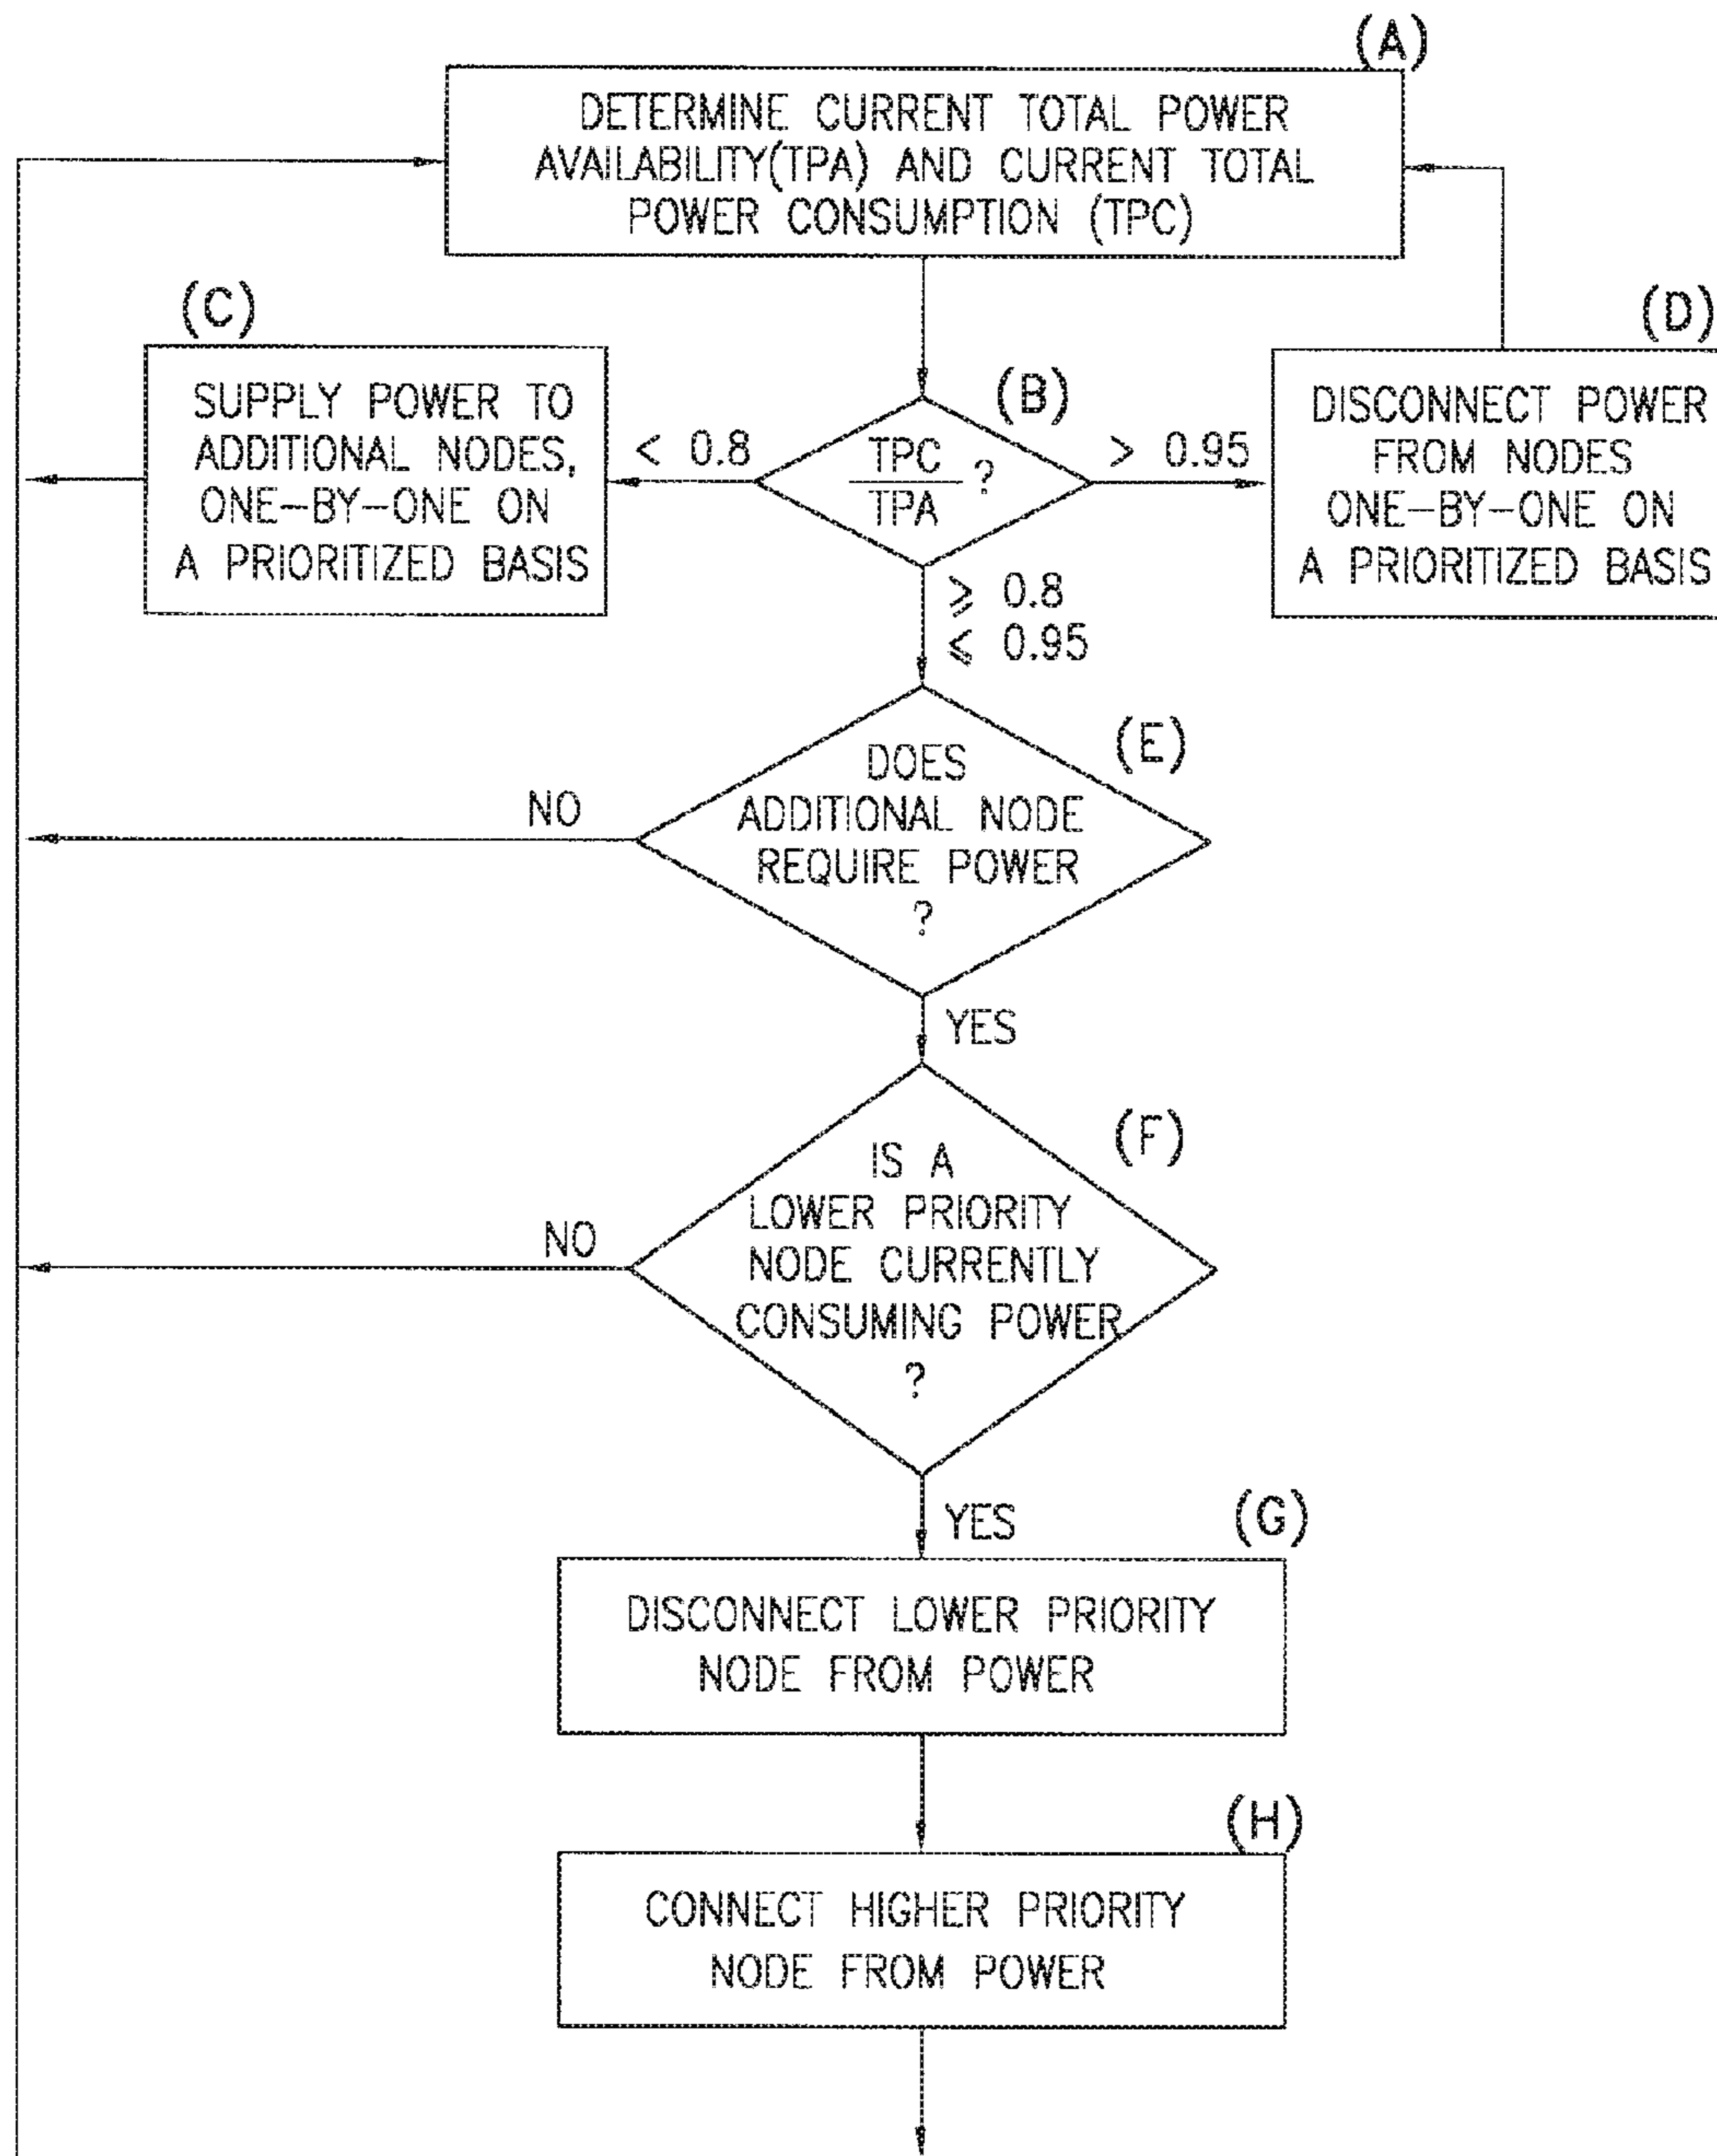 (A)
DETERMINE CURRENT TOTAL POWER
AVAILABILITY(TPA) AND CURRENT TOTAL
POWER CONSUMPTION (TPC)
(C)
SUPPLY POWER TO
ADDITIONAL NODES,
ONE-BY-ONE ON
A PRIORITIZED BASIS
< 0.8
(B)
TPC
TPA
?
> 0.95
(D)
DISCONNECT POWER
FROM NODES
ONE-BY-ONE ON
A PRIORITIZED BASIS
⩾ 0.8
⩽ 0.95
(E)
DOES
ADDITIONAL NODE
REQUIRE POWER
?
NO
YES
(F)
IS A
LOWER PRIORITY
NODE CURRENTLY
CONSUMING POWER
?
NO
YES
(G)
DISCONNECT LOWER PRIORITY
NODE FROM POWER
(H)
CONNECT HIGHER PRIORITY
NODE FROM POWER